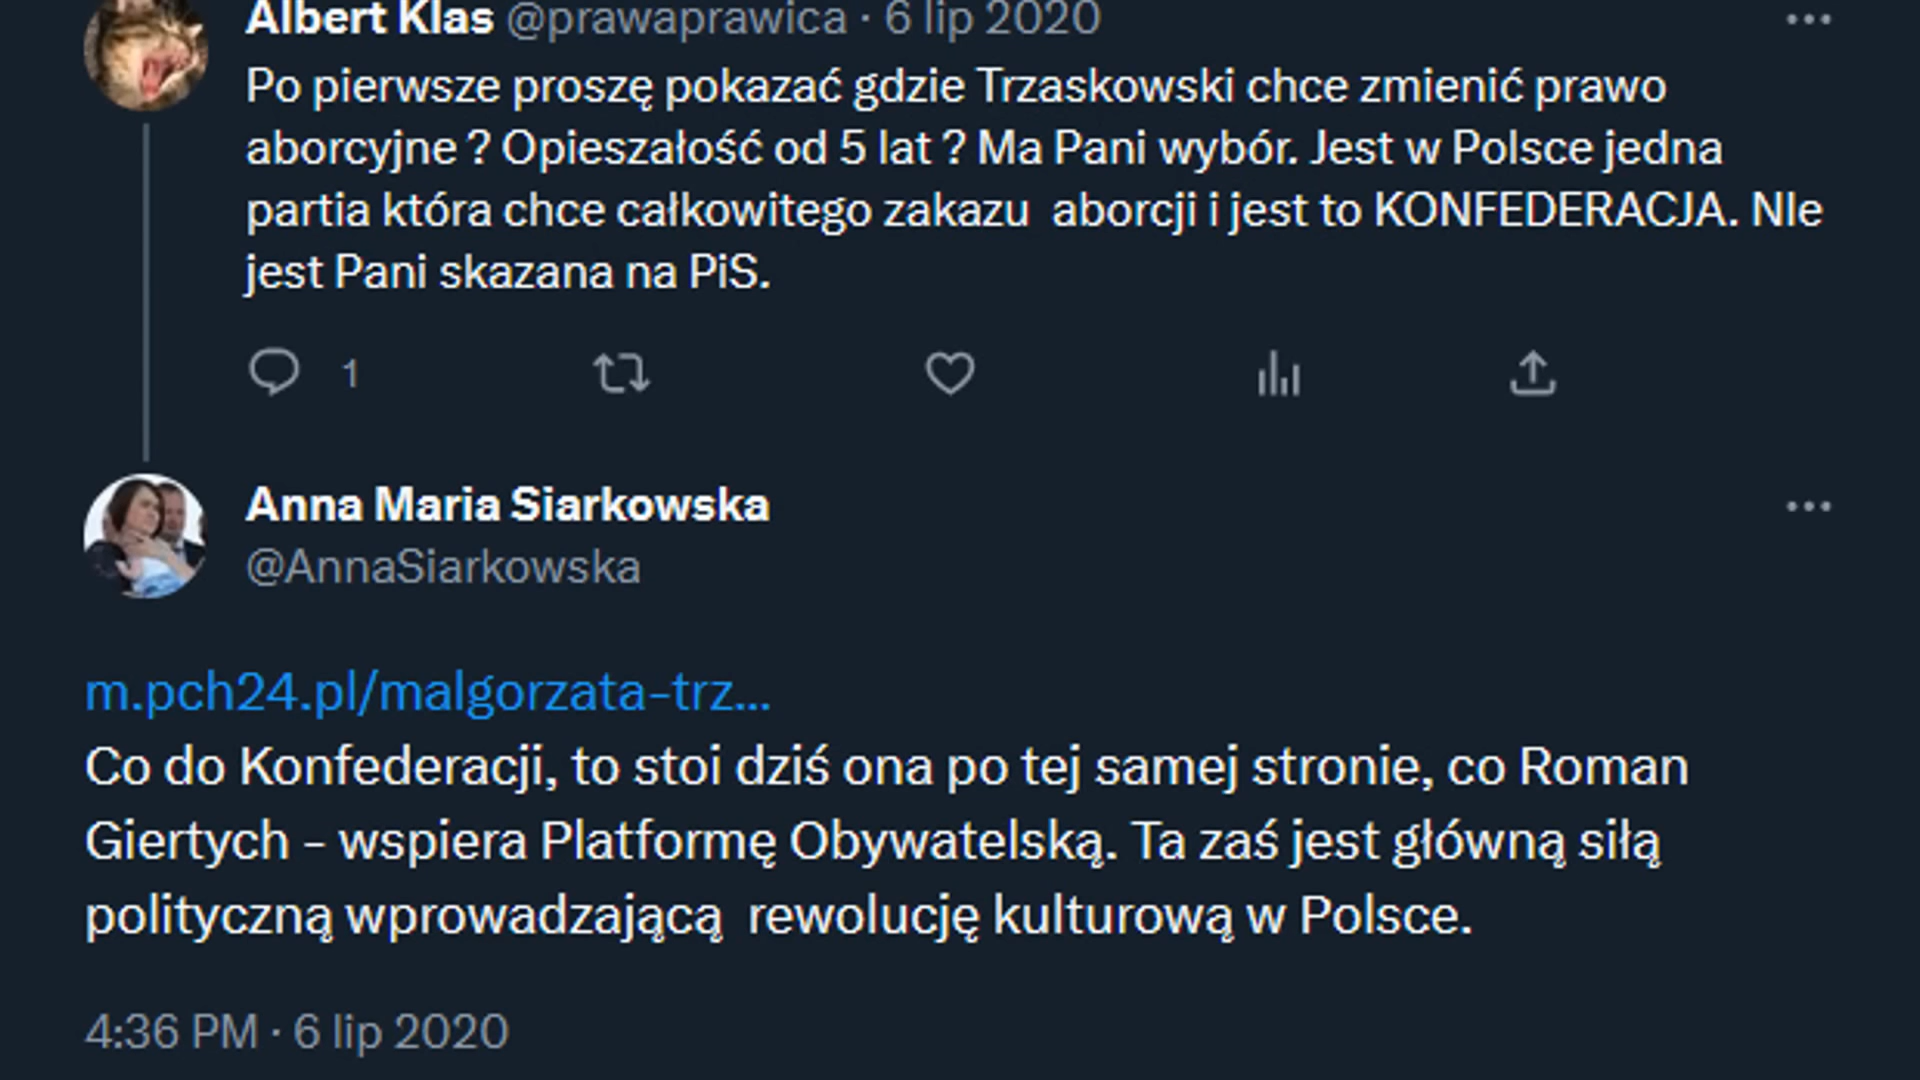 Albert Klas @prawaprawica · 6 lip 2020
Po pierwsze proszę pokazać gdzie Trzaskowski chce zmienić prawo
aborcyjne ? Opieszałość od 5 lat ? Ma Pani wybór. Jest w Polsce jedna
partia która chce całkowitego zakazu  aborcji i jest to KONFEDERACJA. NIe
jest Pani skazana na PiS.
1
Anna Maria Siarkowska
@AnnaSiarkowska
m.pch24.pl/malgorzata-trz...
Co do Konfederacji, to stoi dziś ona po tej samej stronie, co Roman
Giertych - wspiera Platformę Obywatelską. Ta zaś jest główną siłą
polityczną wprowadzającą  rewolucję kulturową w Polsce.
4:36 PM · 6 lip 2020